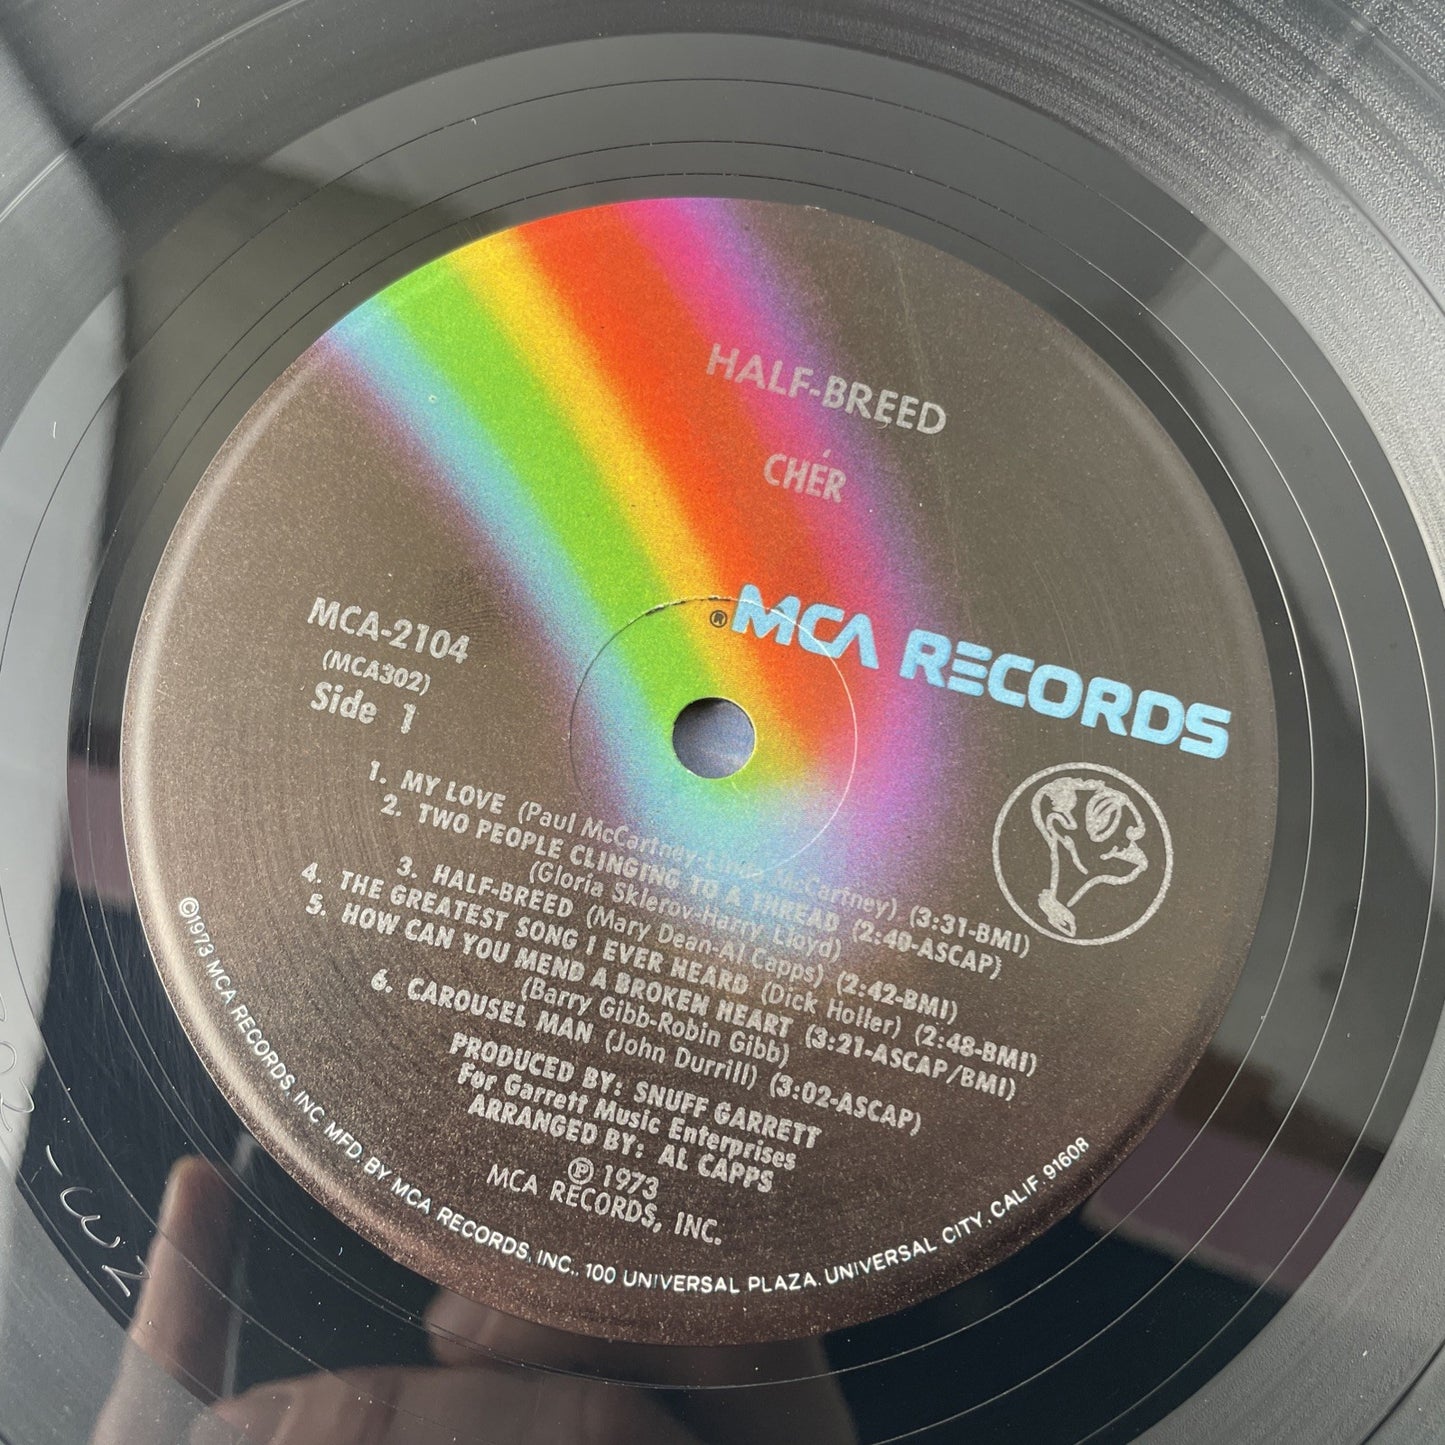 HALF-BREED
CHÉR
® MCA RECORDS
MCA-2104
(MCA302)
Side 1
1. MY LOVE (Paul McCartney-Linda McCartney) (3:31-BMI)
2. TWO PEOPLE CLINGING TO A THREAD (2:40-ASCAP)
(Gloria Sklerov-Harry Lloyd)
3. HALF-BREED (Mary Dean-Al Capps) (2:42-BMI)
4. THE GREATEST SONG I EVER HEARD (Dick Holler) (2:48-BMI)
5. HOW CAN YOU MEND A BROKEN HEART (3:21-ASCAP/BMI)
(Barry Gibb-Robin Gibb)
6. CAROUSEL MAN (John Durrill) (3:02-ASCAP)
PRODUCED BY: SNUFF GARRETT
For Garrett Music Enterprises
ARRANGED BY: AL CAPPS
℗ 1973
MCA RECORDS, INC.
©1973 MCA RECORDS, INC. MFD. BY MCA RECORDS, INC., 100 UNIVERSAL PLAZA, UNIVERSAL CITY, CALIF. 91608